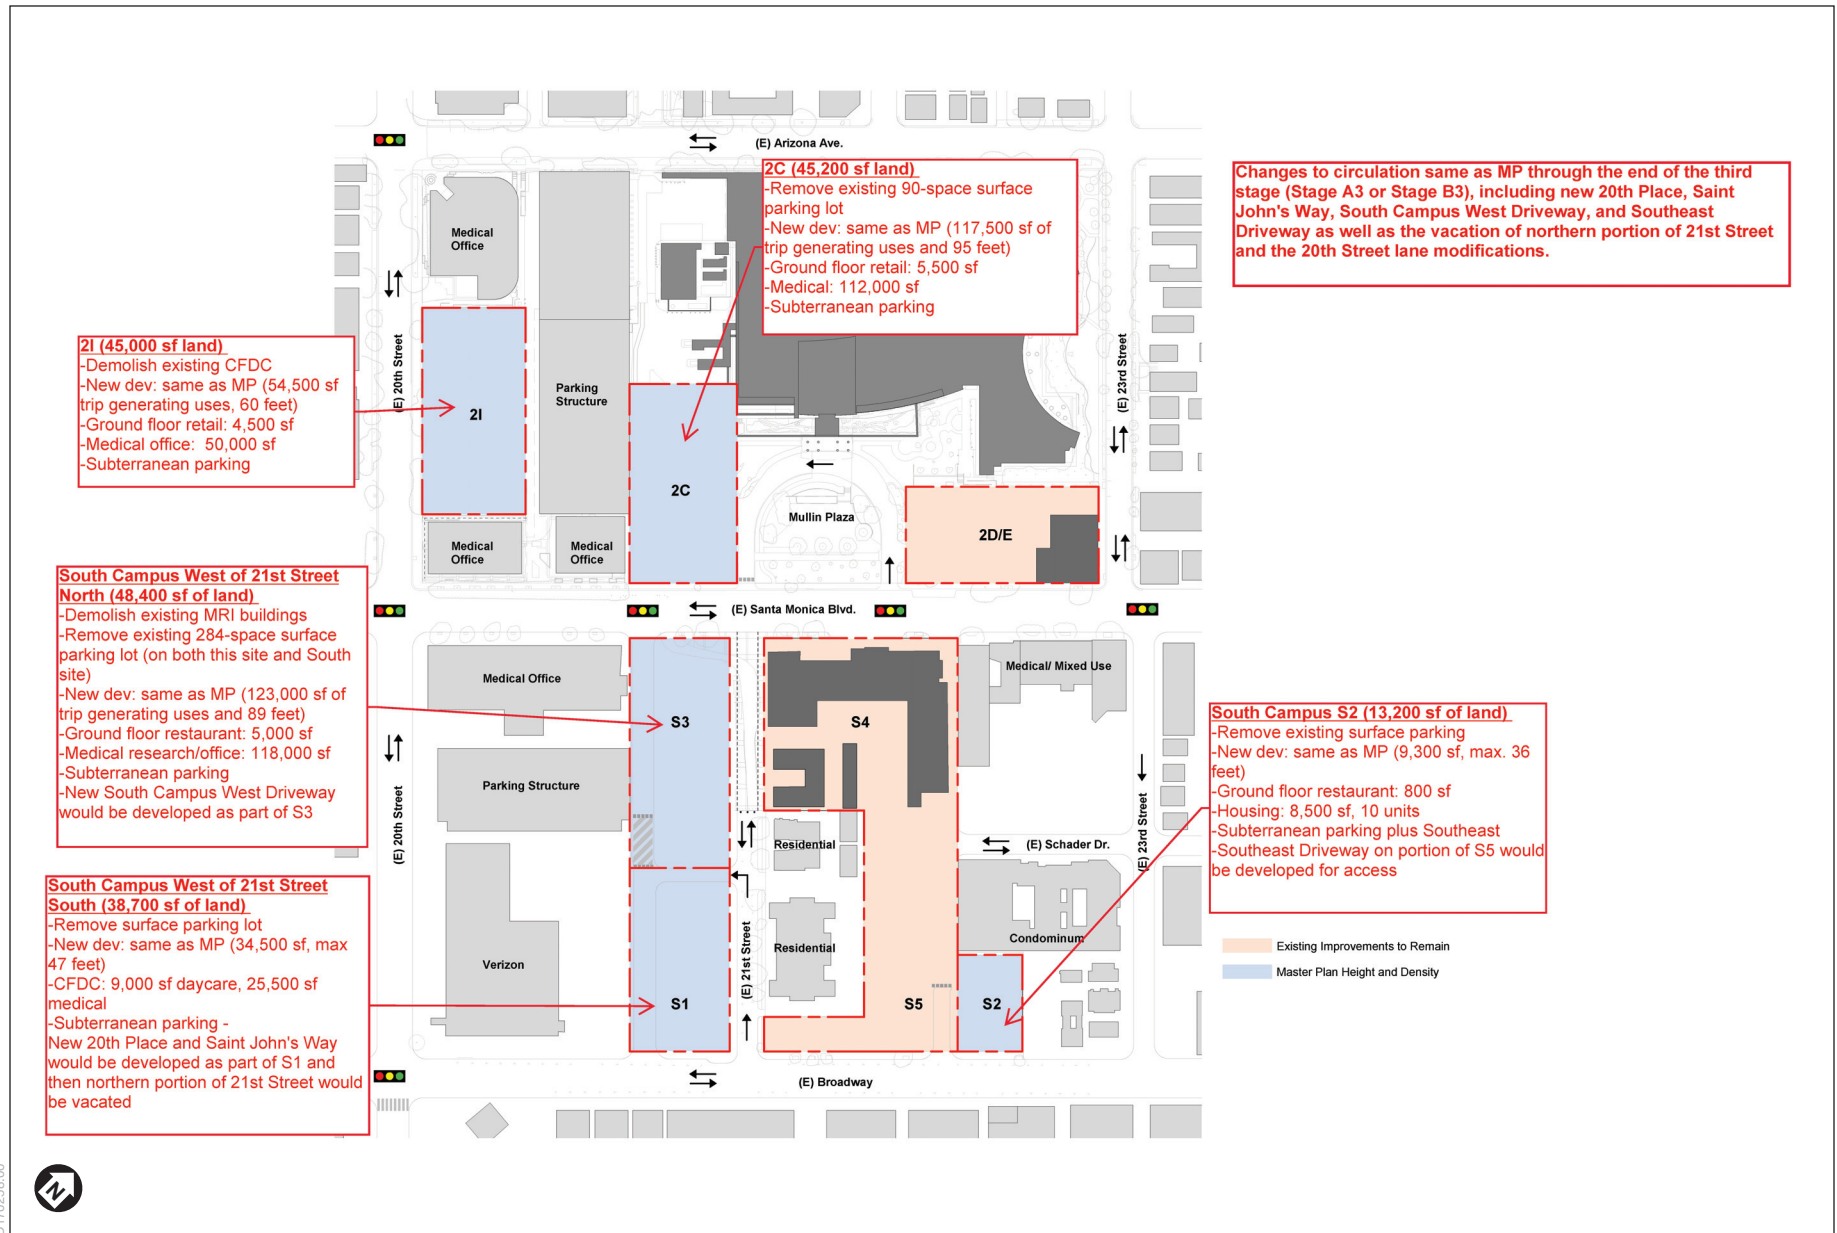 (E) Arizona Ave.
2C (45,200 sf land)
-Remove existing 90-space surface
parking lot
-New dev: same as MP (117,500 sf of
trip generating uses and 95 feet)
-Ground floor retail: 5,500 sf
-Medical: 112,000 sf
-Subterranean parking
Changes to circulation same as MP through the end of the third
stage (Stage A3 or Stage B3), including new 20th Place, Saint
John's Way, South Campus West Driveway, and Southeast
Driveway as well as the vacation of northern portion of 21st Street
and the 20th Street lane modifications.
Medical
Office
2I (45,000 sf land)
-Demolish existing CFDC
-New dev: same as MP (54,500 sf
trip generating uses, 60 feet)
-Ground floor retail: 4,500 sf
-Medical office:  50,000 sf
-Subterranean parking
(E) 20th Street
2I
Parking
Structure
2C
Mullin Plaza
2D/E
(E) 23rd Street
Medical
Office
Medical
Office
(E) Santa Monica Blvd.
South Campus West of 21st Street
North (48,400 sf of land)
-Demolish existing MRI buildings
-Remove existing 284-space surface
parking lot (on both this site and South
site)
-New dev: same as MP (123,000 sf of
trip generating uses and 89 feet)
-Ground floor restaurant: 5,000 sf
-Medical research/office: 118,000 sf
-Subterranean parking
-New South Campus West Driveway
would be developed as part of S3
Medical Office
S3
S4
Medical/ Mixed Use
Parking Structure
(E) 20th Street
Residential
(E) Schader Dr.
(E) 23rd Street
South Campus S2 (13,200 sf of land)
-Remove existing surface parking
-New dev: same as MP (9,300 sf, max. 36
feet)
-Ground floor restaurant: 800 sf
-Housing: 8,500 sf, 10 units
-Subterranean parking plus Southeast
-Southeast Driveway on portion of S5 would
be developed for access
South Campus West of 21st Street
South (38,700 sf of land)
-Remove surface parking lot
-New dev: same as MP (34,500 sf, max
47 feet)
-CFDC: 9,000 sf daycare, 25,500 sf
medical
-Subterranean parking -
New 20th Place and Saint John's Way
would be developed as part of S1 and
then northern portion of 21st Street would
be vacated
Verizon
S1
(E) 21st Street
Residential
S5
S2
Condominum
Existing Improvements to Remain
Master Plan Height and Density
(E) Broadway
N